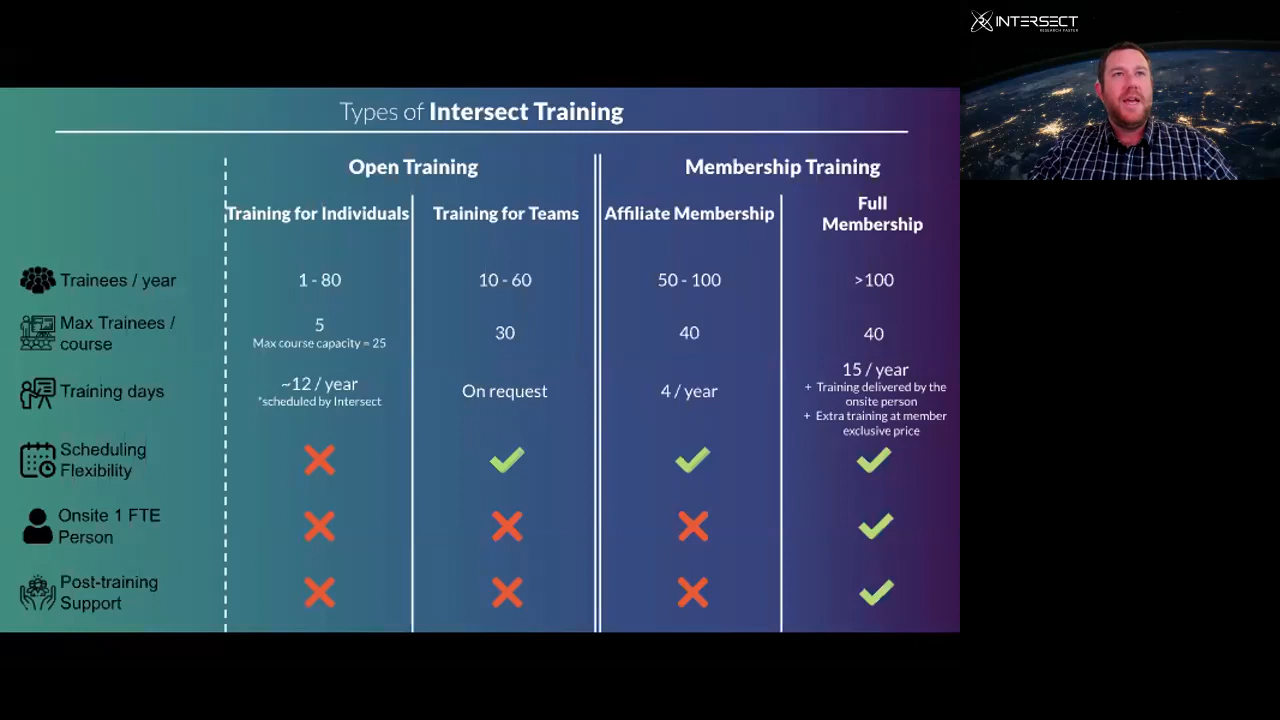 Types of Intersect Training
Open Training
Membership Training
Training for Individuals
Training for Teams
Affiliate Membership
Full
Membership
Trainees / year
1 - 80
10 - 60
50 - 100
>100
Max Trainees /
course
5
Max course capacity = 25
30
40
40
Training days
~12 / year
*scheduled by Intersect
On request
4 / year
15 / year
+ Training delivered by the
onsite person
+ Extra training at member
exclusive price
Scheduling
Flexibility
Onsite 1 FTE
Person
Post-training
Support
INTERSECT
RESEARCH FASTER